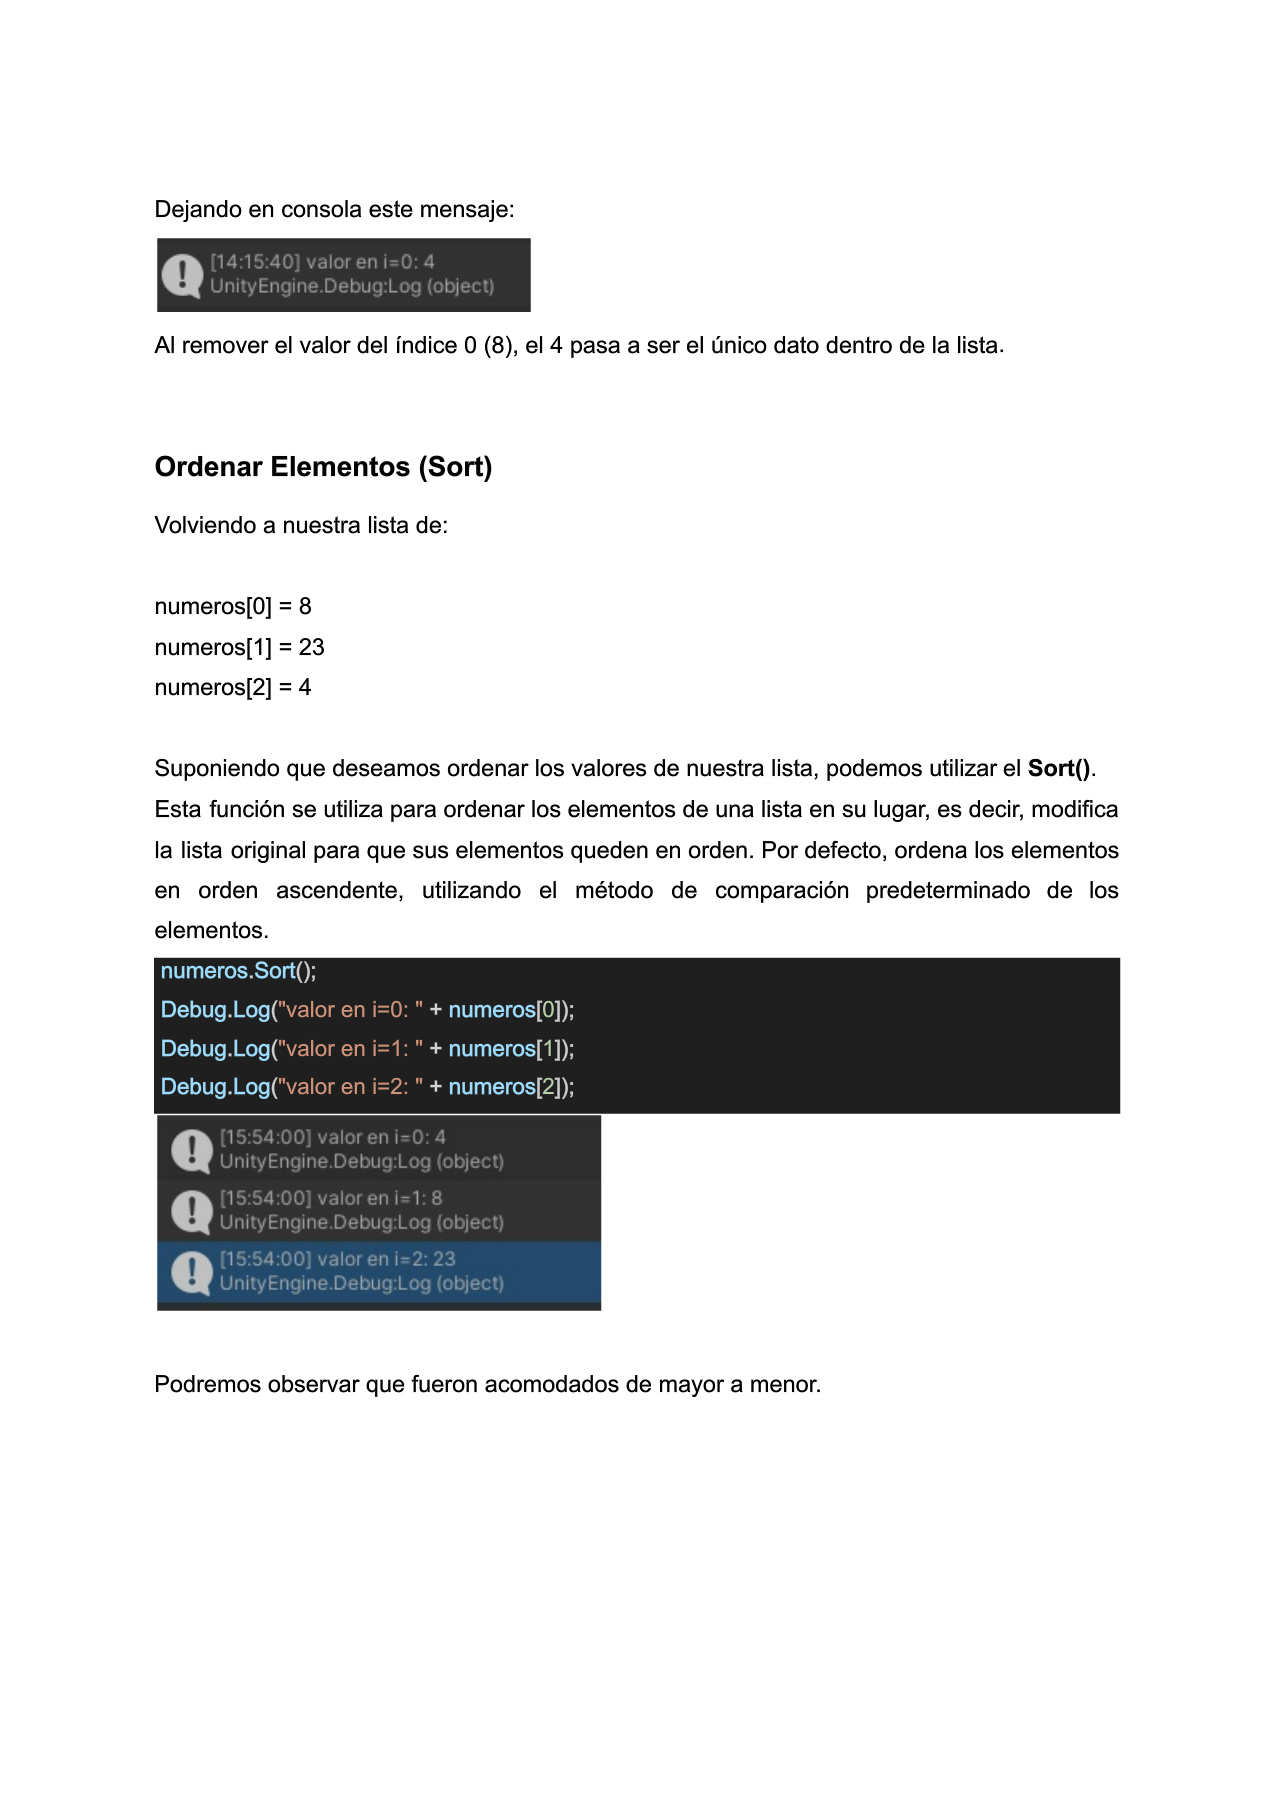 Dejando en consola este mensaje:
[14:15:40] valor en i=0: 4
UnityEngine.Debug:Log (object)
Al remover el valor del índice 0 (8), el 4 pasa a ser el único dato dentro de la lista.
Ordenar Elementos (Sort)
Volviendo a nuestra lista de:
numeros[0] = 8
numeros[1] = 23
numeros[2] = 4
Suponiendo que deseamos ordenar los valores de nuestra lista, podemos utilizar el Sort().
Esta función se utiliza para ordenar los elementos de una lista en su lugar, es decir, modifica
la lista original para que sus elementos queden en orden. Por defecto, ordena los elementos
en orden ascendente, utilizando el método de comparación predeterminado de los
elementos.
numeros.Sort();
Debug.Log("valor en i=0: " + numeros[0]);
Debug.Log("valor en i=1: " + numeros[1]);
Debug.Log("valor en i=2: " + numeros[2]);
[15:54:00] valor en i=0: 4
UnityEngine.Debug:Log (object)
[15:54:00] valor en i=1: 8
UnityEngine.Debug:Log (object)
[15:54:00] valor en i=2: 23
UnityEngine.Debug:Log (object)
Podremos observar que fueron acomodados de mayor a menor.